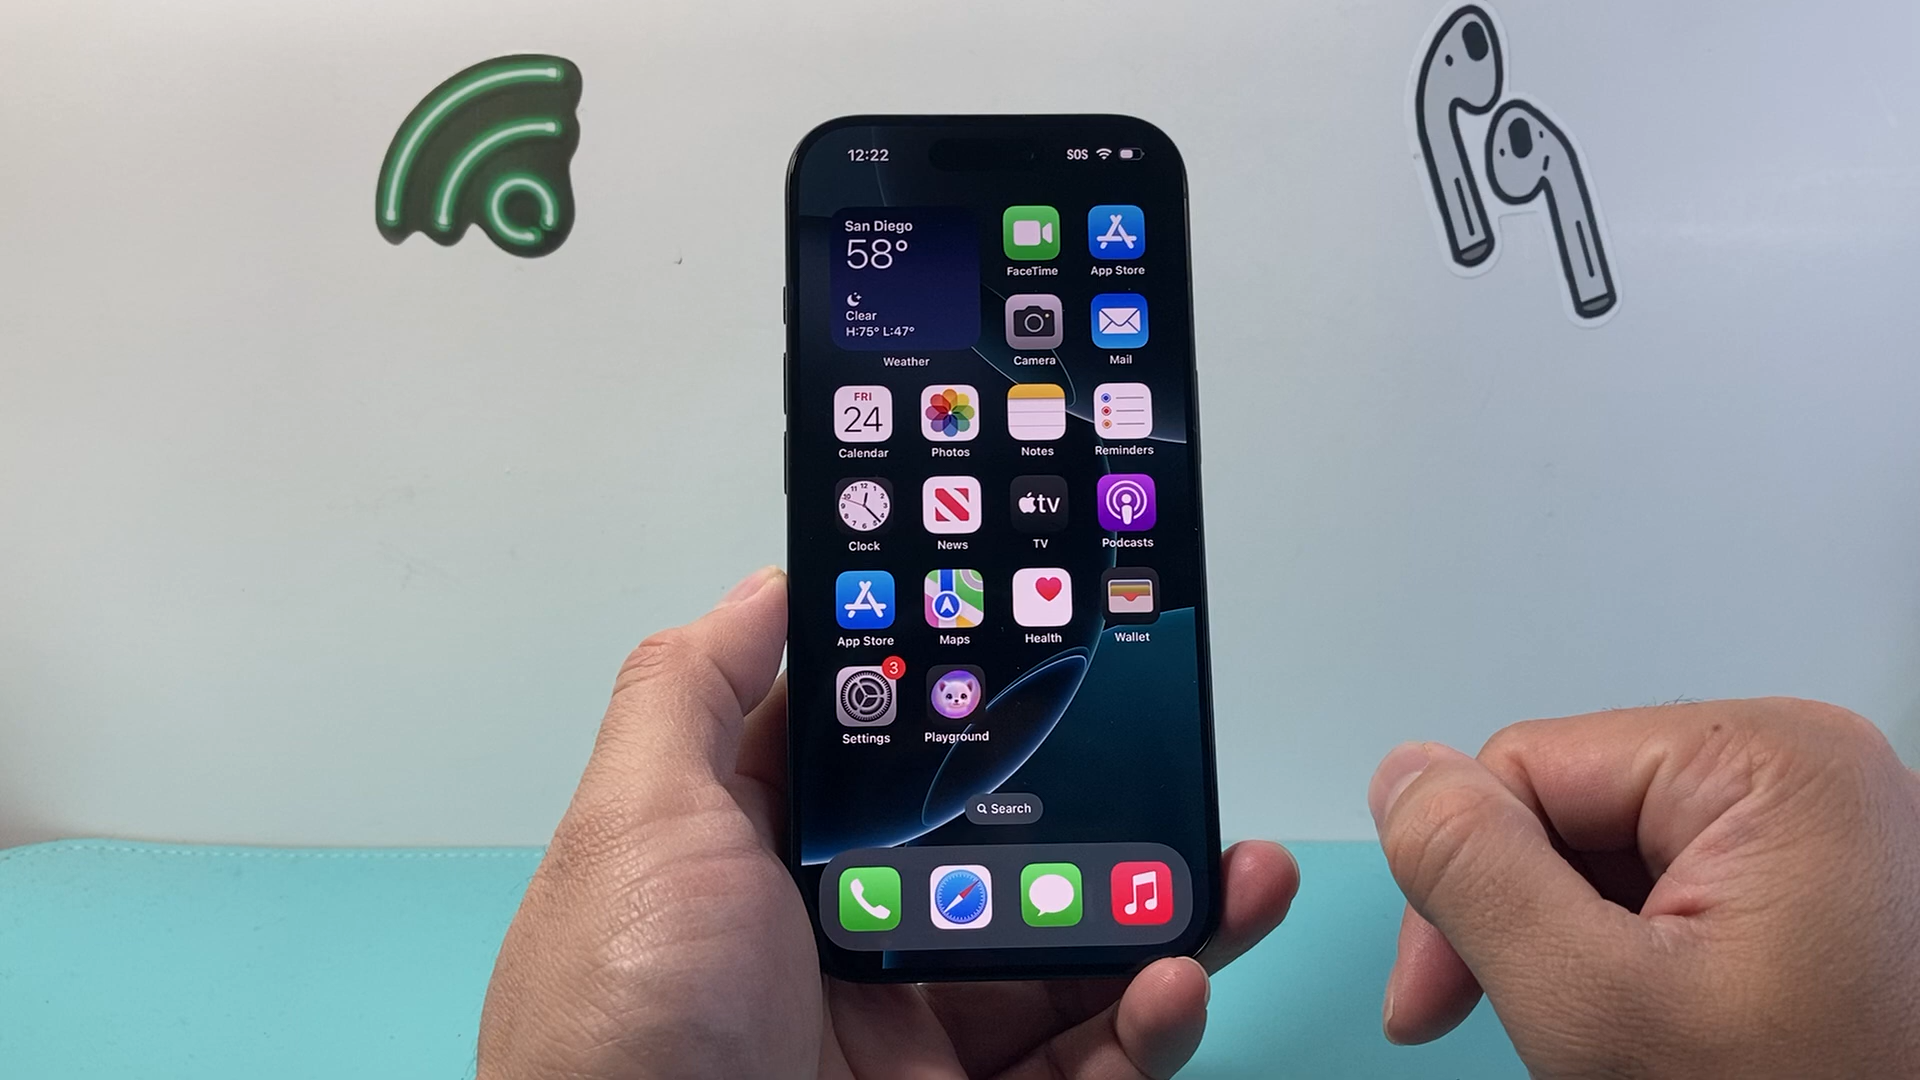 12:22
SOS
San Diego
58°
Clear
H:75° L:47°
Weather
FaceTime
App Store
Camera
Mail
FRI
24
Calendar
Photos
Notes
Reminders
Clock
News
tv
TV
Podcasts
App Store
Maps
Health
Wallet
3
Settings
Playground
Search